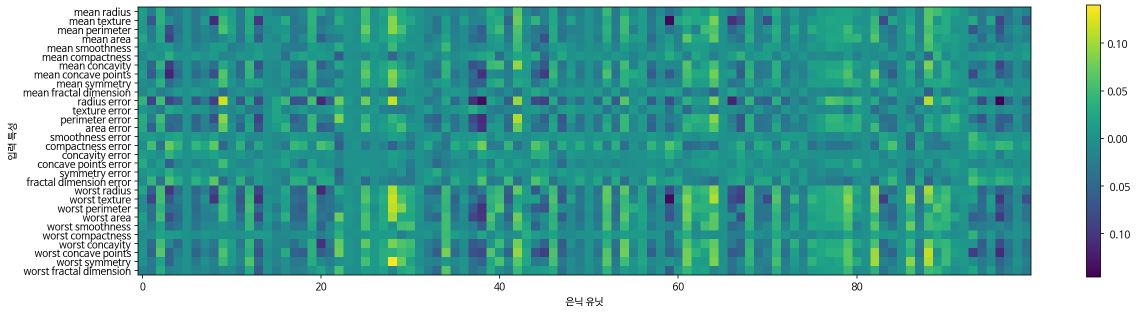 mean radius
mean texture
mean perimeter
mean area
mean smoothness
mean compactness
mean concavity
mean concave points
mean symmetry
mean fractal dimension
radius error
texture error
perimeter error
area error
smoothness error
compactness error
concavity error
concave points error
symmetry error
fractal dimension error
worst radius
worst texture
worst perimeter
worst area
worst smoothness
worst compactness
worst concavity
worst concave points
worst symmetry
worst fractal dimension
입력 특성
0 20 40 60 80
은닉 유닛
0.10
0.05
0.00
0.05
0.10